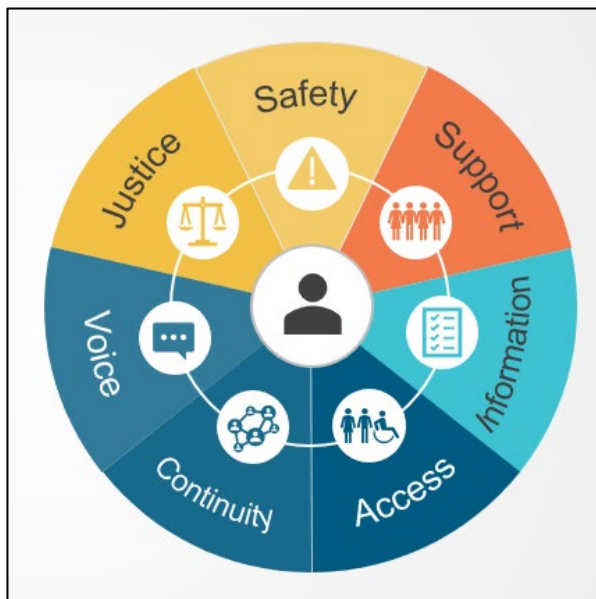 Safety
Support
Information
Access
Continuity
Voice
Justice